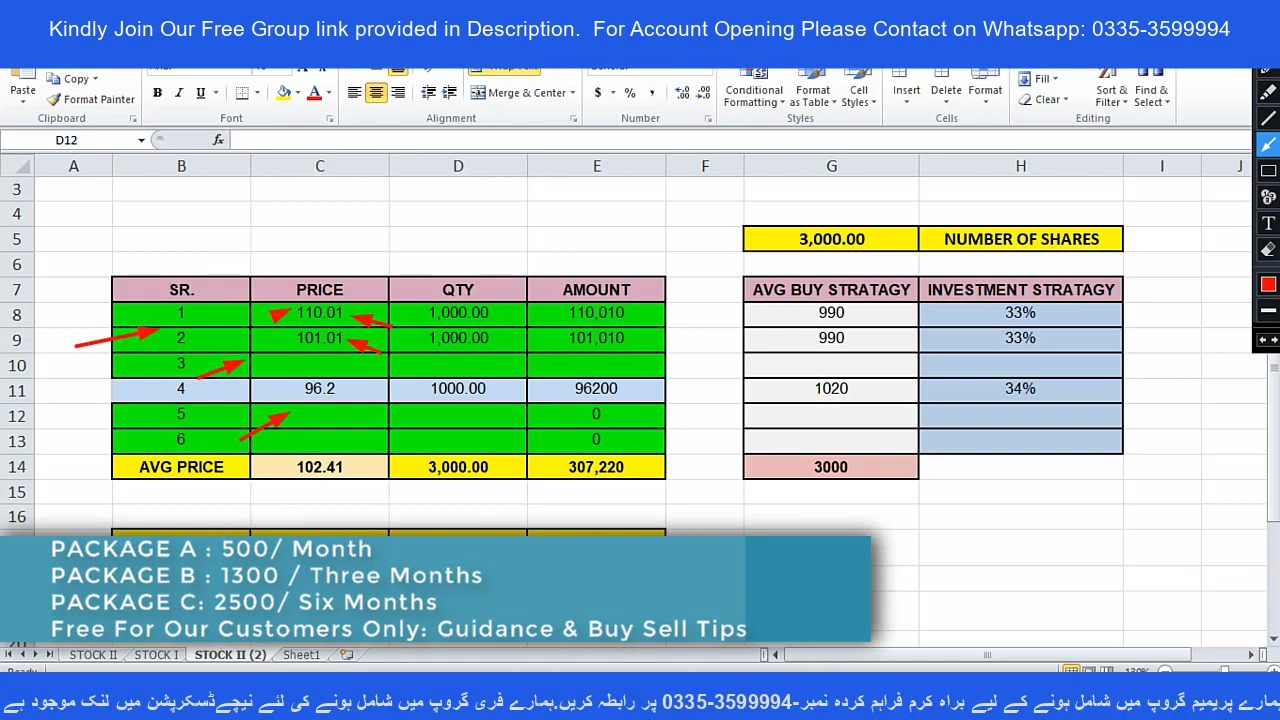 Kindly Join Our Free Group link provided in Description.  For Account Opening Please Contact on Whatsapp: 0335-3599994
Copy
Paste
Format Painter
B I U
Merge & Center
$ % ,
Conditional Formatting
Format as Table
Cell Styles
Insert
Delete
Format
Fill
Clear
Sort & Filter
Find & Select
Clipboard
Font
Alignment
Number
Styles
Cells
Editing
D12
fx
A B C D E F G H I J
3
4
5 3,000.00 NUMBER OF SHARES
6
7 SR. PRICE QTY AMOUNT AVG BUY STRATAGY INVESTMENT STRATAGY
8 1 110.01 1,000.00 110,010 990 33%
9 2 101.01 1,000.00 101,010 990 33%
10 3
11 4 96.2 1000.00 96200 1020 34%
12 5 0
13 6 0
14 AVG PRICE 102.41 3,000.00 307,220 3000
15
16
PACKAGE A : 500/ Month
PACKAGE B : 1300 / Three Months
PACKAGE C: 2500/ Six Months
Free For Our Customers Only: Guidance & Buy Sell Tips
STOCK II STOCK I STOCK II (2) Sheet1
ہمارے پریمیم گروپ میں شامل ہونے کے لیے براہ کرم فراہم کردہ نمبر-0335-3599994 پر رابطہ کریں.ہمارے فری گروپ میں شامل ہونے کی لئے نیچےڈسکرپشن میں لنک موجود ہے